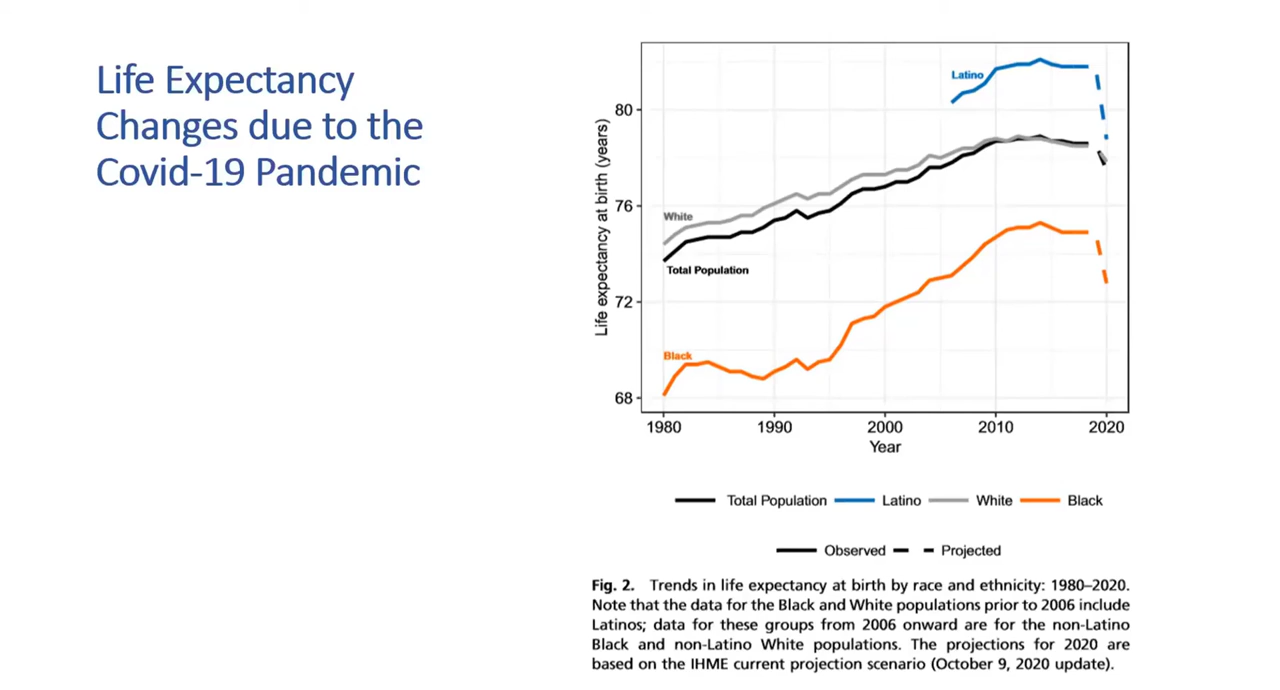 Life Expectancy
Changes due to the
Covid-19 Pandemic
Latino
80
76
72
68
Life expectancy at birth (years)
White
Total Population
Black
1980 1990 2000 2010 2020
Year
Total Population Latino White Black
Observed Projected
Fig. 2. Trends in life expectancy at birth by race and ethnicity: 1980–2020.
Note that the data for the Black and White populations prior to 2006 include
Latinos; data for these groups from 2006 onward are for the non-Latino
Black and non-Latino White populations. The projections for 2020 are
based on the IHME current projection scenario (October 9, 2020 update).